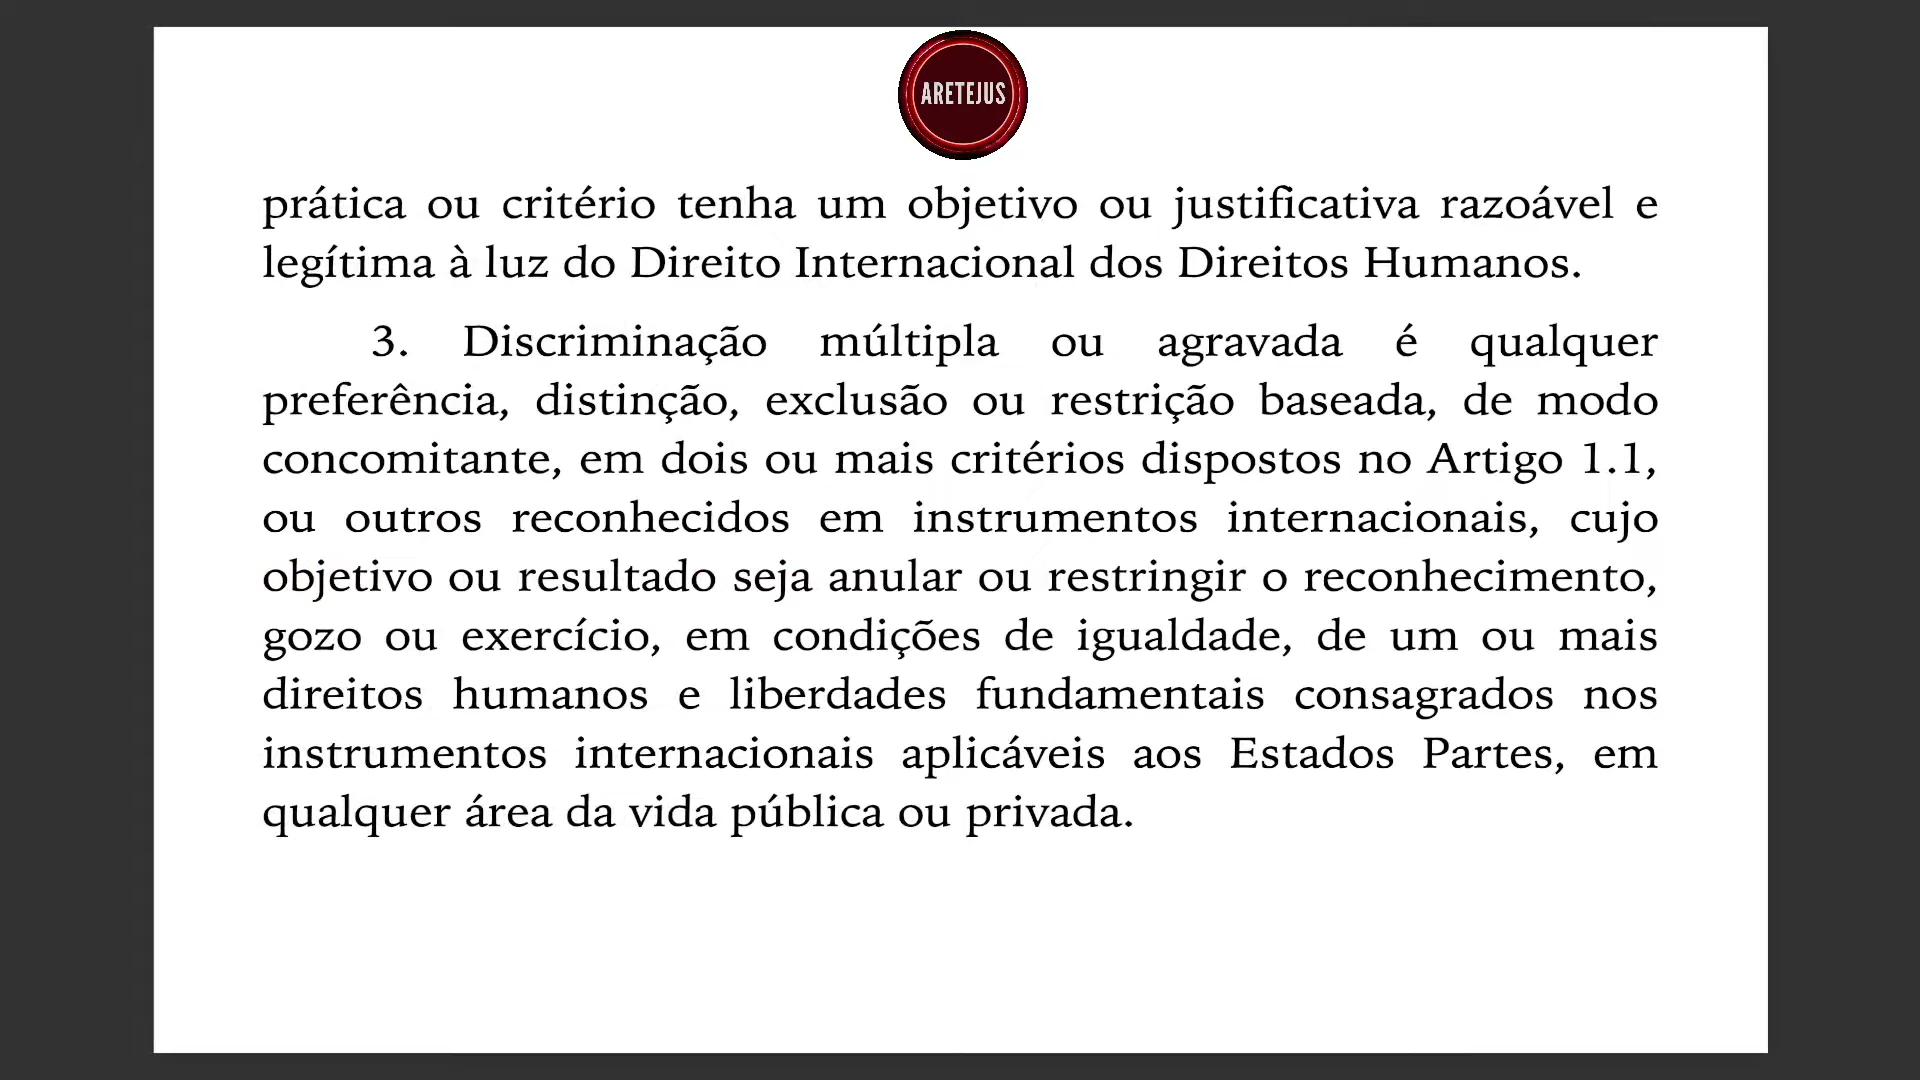 ARETEJUS
prática ou critério tenha um objetivo ou justificativa razoável e
legítima à luz do Direito Internacional dos Direitos Humanos.
3. Discriminação múltipla ou agravada é qualquer
preferência, distinção, exclusão ou restrição baseada, de modo
concomitante, em dois ou mais critérios dispostos no Artigo 1.1,
ou outros reconhecidos em instrumentos internacionais, cujo
objetivo ou resultado seja anular ou restringir o reconhecimento,
gozo ou exercício, em condições de igualdade, de um ou mais
direitos humanos e liberdades fundamentais consagrados nos
instrumentos internacionais aplicáveis aos Estados Partes, em
qualquer área da vida pública ou privada.